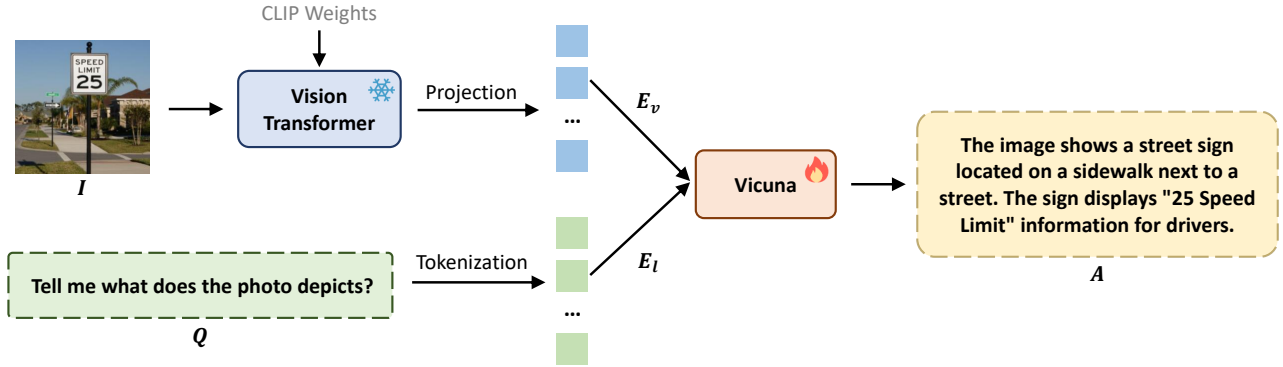 CLIP Weights
SPEED
LIMIT
25
Vision
Transformer
Projection
...
I
E_v
Vicuna
The image shows a street sign
located on a sidewalk next to a
street. The sign displays "25 Speed
Limit" information for drivers.
A
Tell me what does the photo depicts?
Q
Tokenization
E_l
...